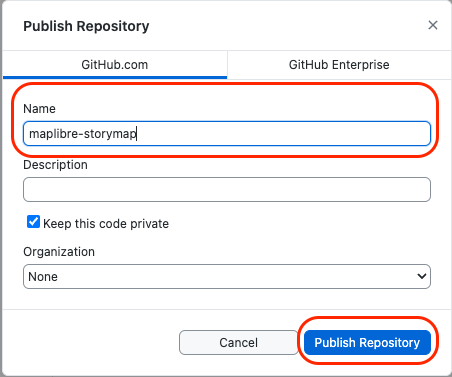 Publish Repository
GitHub.com
GitHub Enterprise
Name
maplibre-storymap
Description
Keep this code private
Organization
None
Cancel
Publish Repository